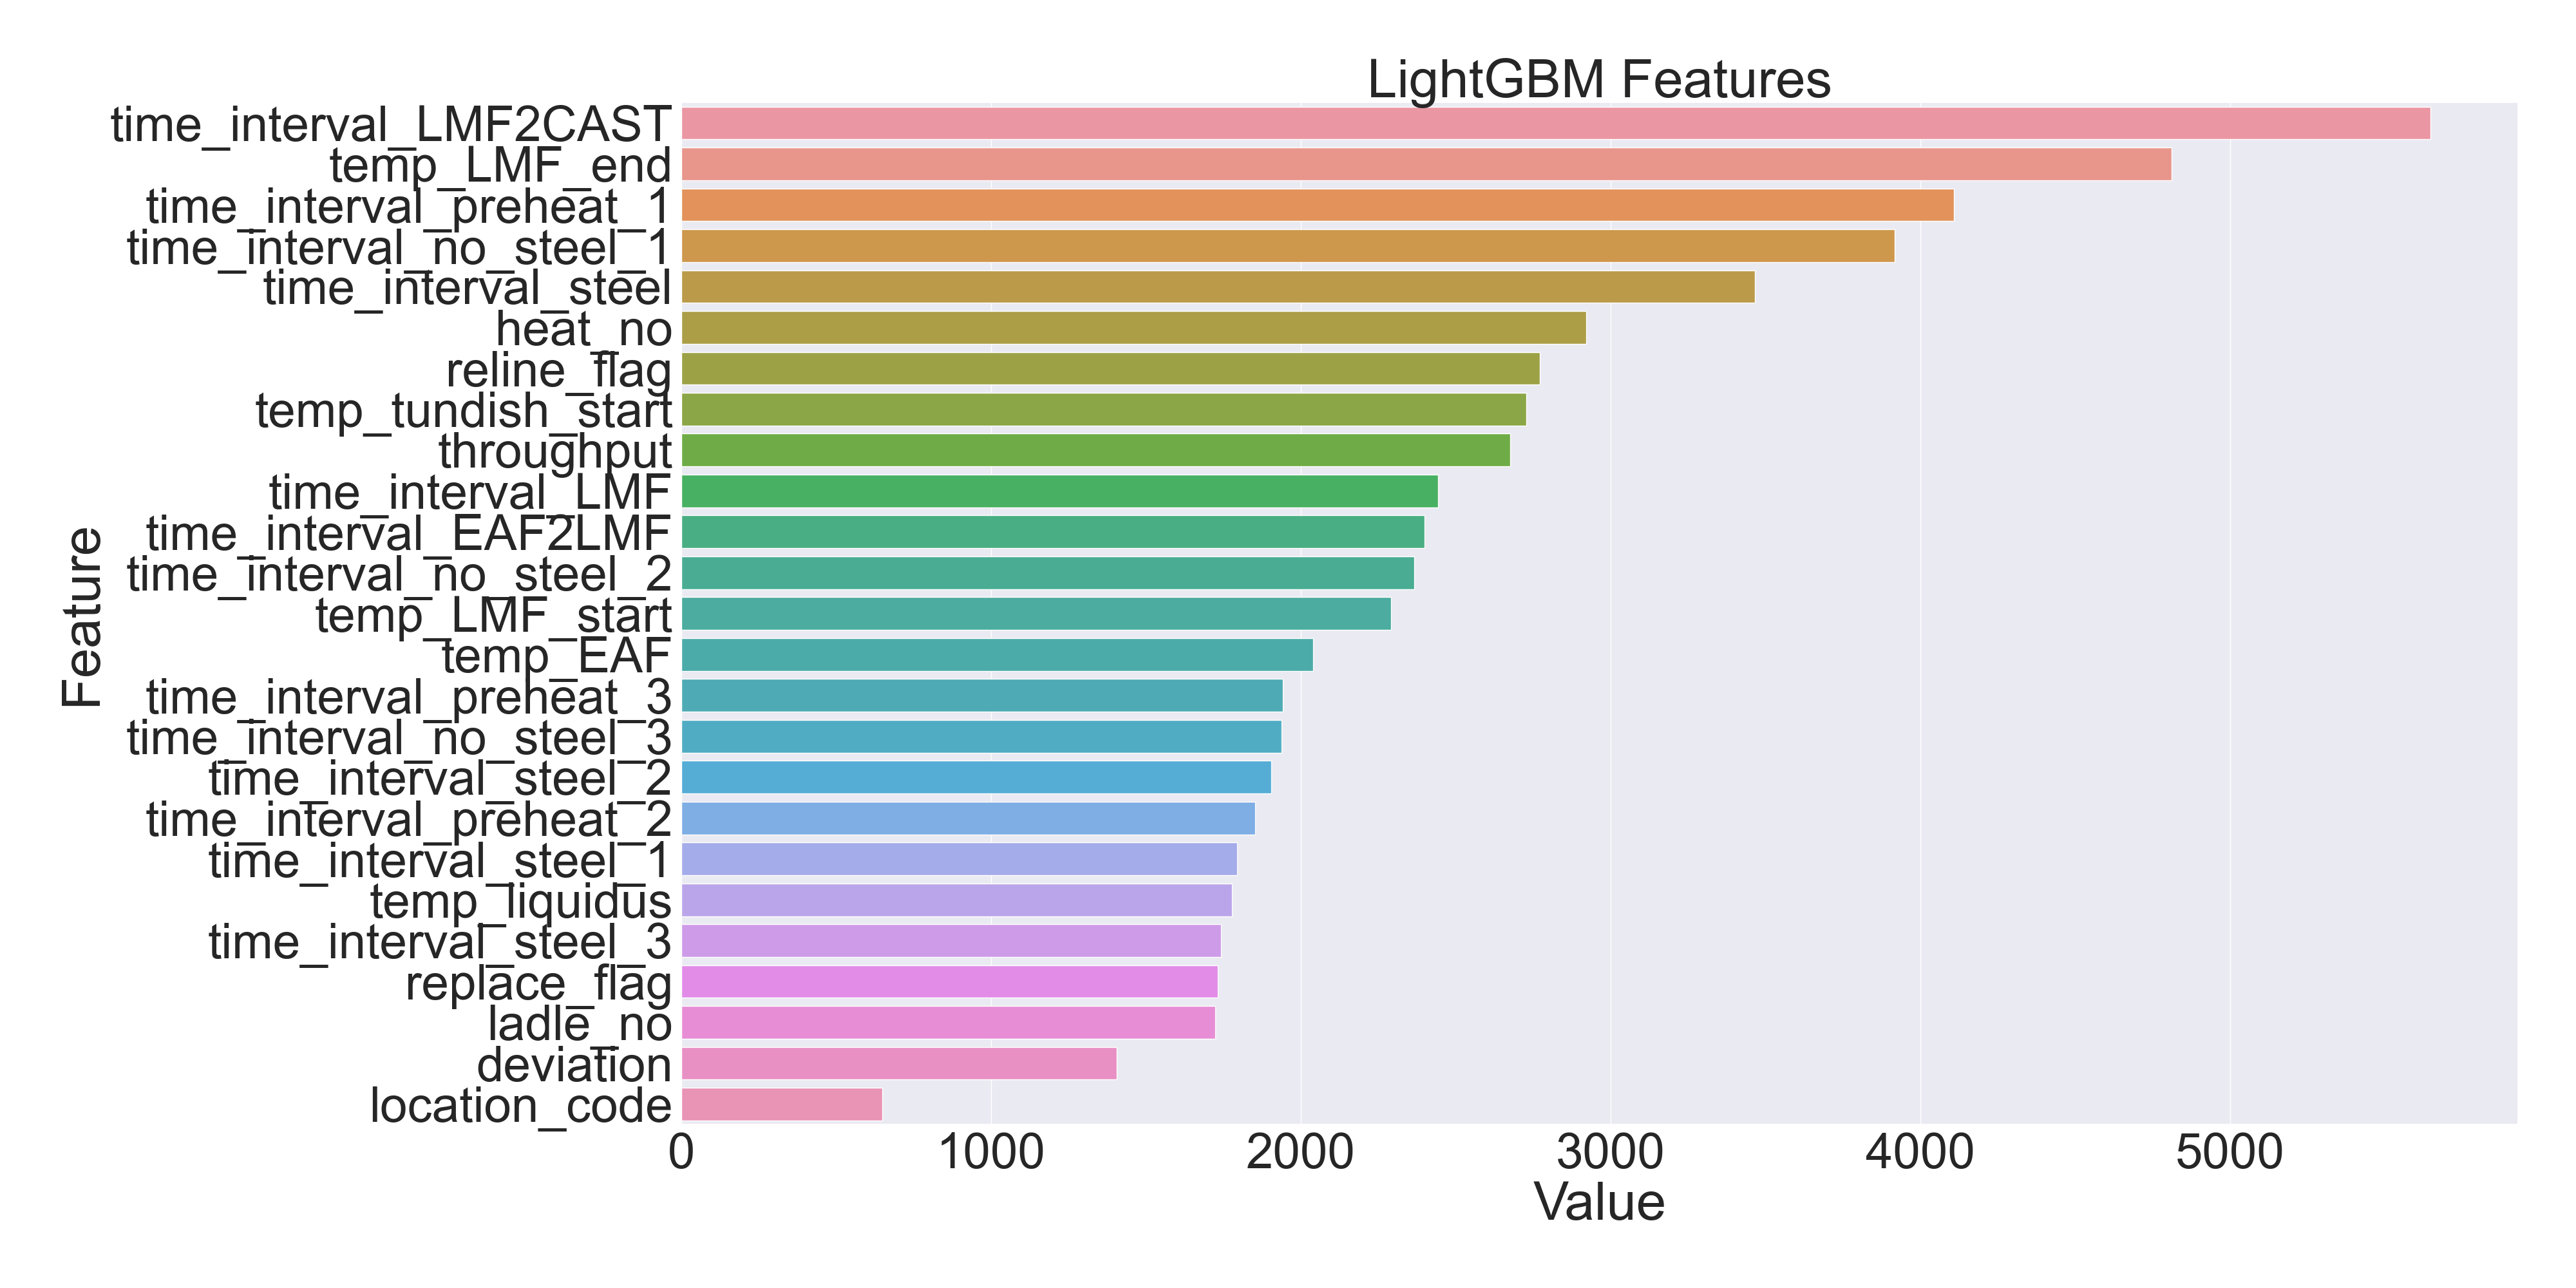 LightGBM Features
time_interval_LMF2CAST
temp_LMF_end
time_interval_preheat_1
time_interval_no_steel_1
time_interval_steel
heat_no
reline_flag
temp_tundish_start
throughput
time_interval_LMF
time_interval_EAF2LMF
time_interval_no_steel_2
temp_LMF_start
temp_EAF
time_interval_preheat_3
time_interval_no_steel_3
time_interval_steel_2
time_interval_preheat_2
time_interval_steel_1
temp_liquidus
time_interval_steel_3
replace_flag
ladle_no
deviation
location_code
Feature
0 1000 2000 3000 4000 5000
Value